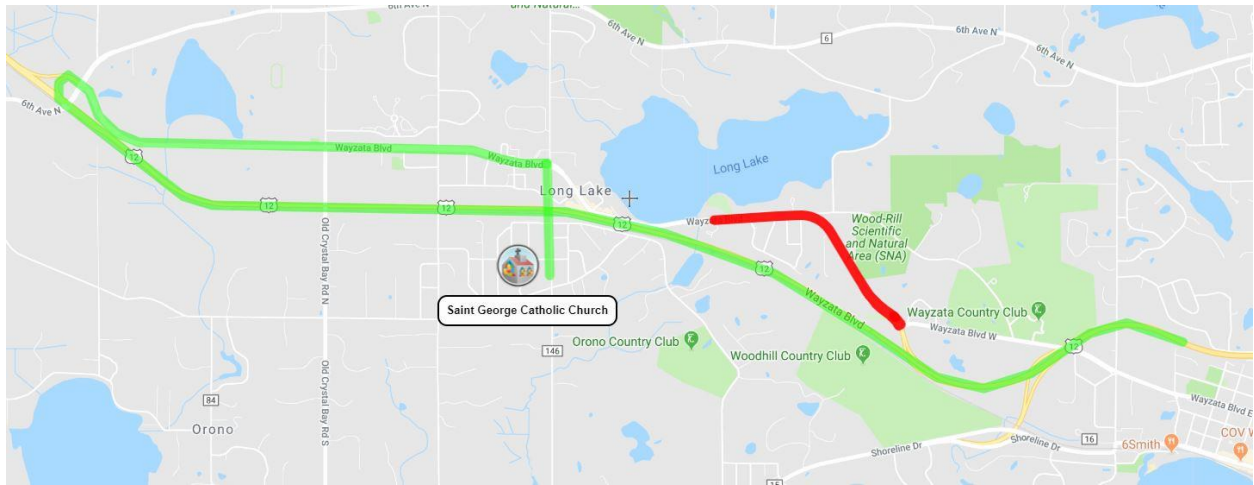 and Natural...
6th Ave N
6
6th Ave N
6th Ave N
6th Ave N
12
Wayzata Blvd
Wayzata Blvd
Long Lake
Long Lake
12
12
12
Wood-Rill
Scientific
and Natural
Area (SNA)
Old Crystal Bay Rd N
12
Wayzata Blvd
Saint George Catholic Church
Wayzata Country Club
Wayzata Blvd W
Orono Country Club
Woodhill Country Club
12
146
Old Crystal Bay Rd S
84
Orono
Wayzata Blvd E
16
Shoreline Dr
Shoreline Dr
6Smith
COV W
15